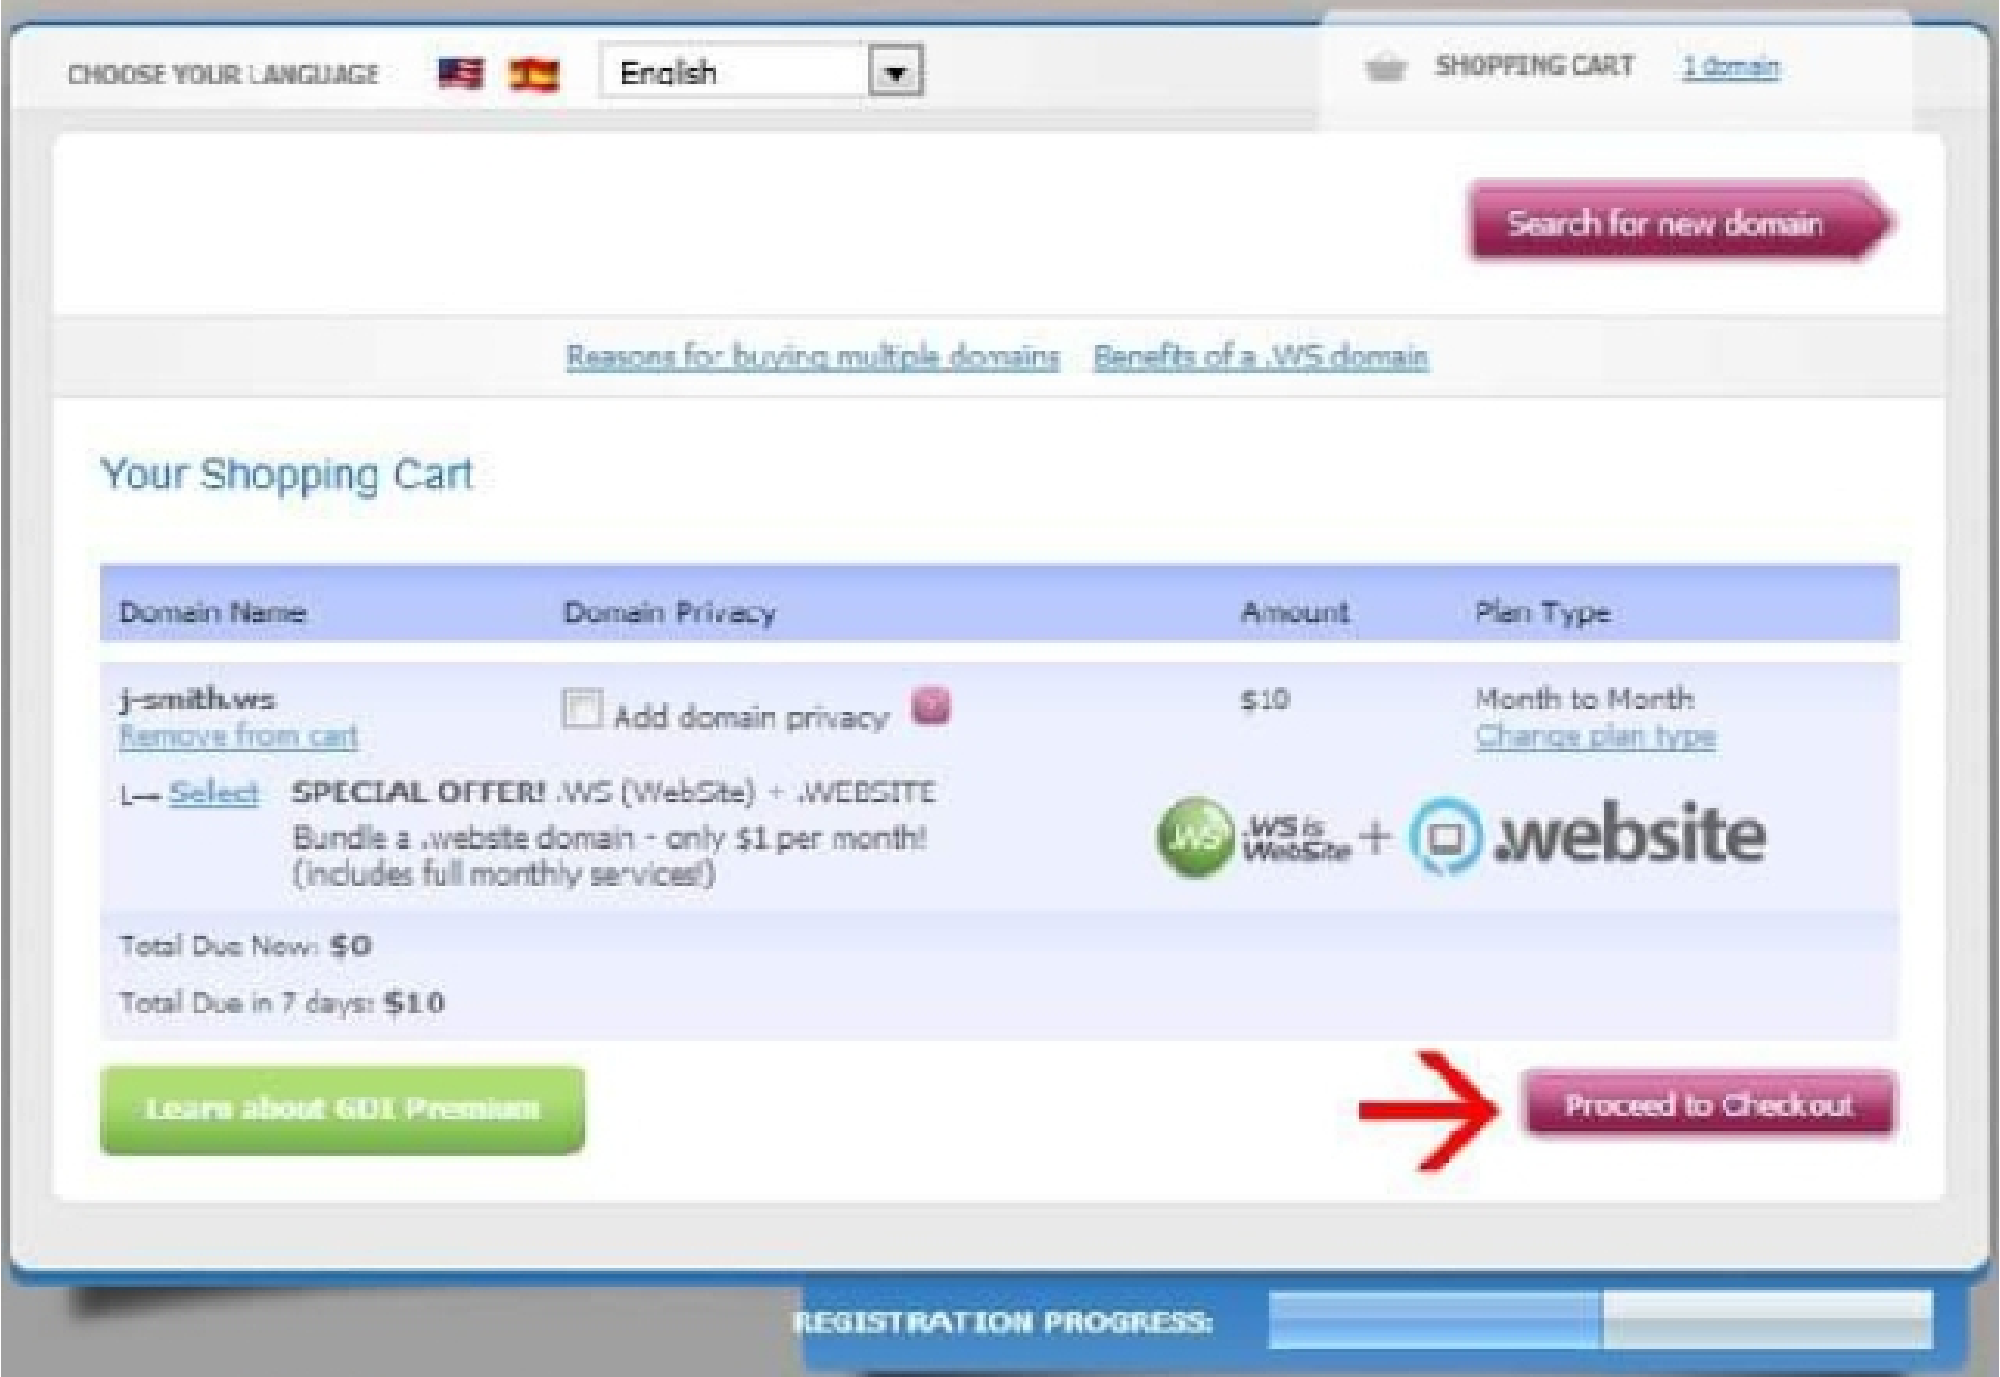 CHOOSE YOUR LANGUAGE English SHOPPING CART 1 domain
Search for new domain
Reasons for buying multiple domains Benefits of a .WS domain
Your Shopping Cart
Domain Name Domain Privacy Amount Plan Type
j-smith.ws Add domain privacy ? $10 Month to Month
Remove from cart Change plan type
Select SPECIAL OFFER! .WS (WebSite) + .WEBSITE
Bundle a .website domain - only $1 per month!
(includes full monthly services!)
.WS .WS is WebSite + .website
Total Due Now: $0
Total Due in 7 days: $10
Learn about GDI Premium Proceed to Checkout
REGISTRATION PROGRESS: